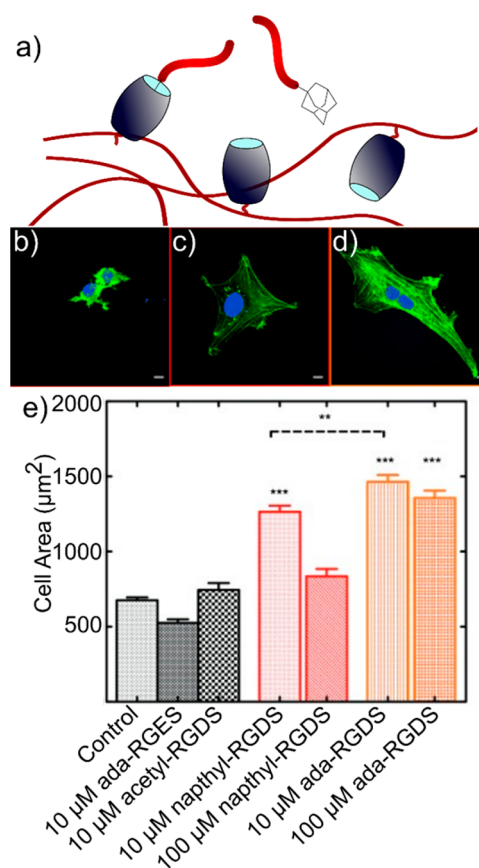 a)
b) c) d)
e)
2000
1500
1000
500
Cell Area (µm²)
**
***
***
***
Control
10 µM ada-RGES
10 µM acetyl-RGDS
10 µM napthyl-RGDS
100 µM napthyl-RGDS
10 µM ada-RGDS
100 µM ada-RGDS